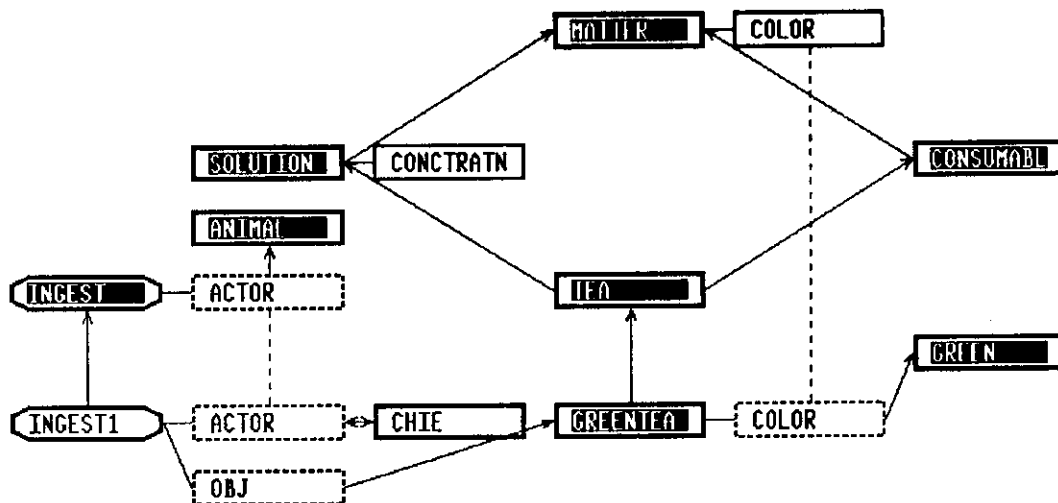 MATTER COLOR
SOLUTION CONCTRATN CONSUMABL
ANIMAL
INGEST ACTOR TEA
GREEN
INGEST1 ACTOR CHIE GREENTEA COLOR
OBJ